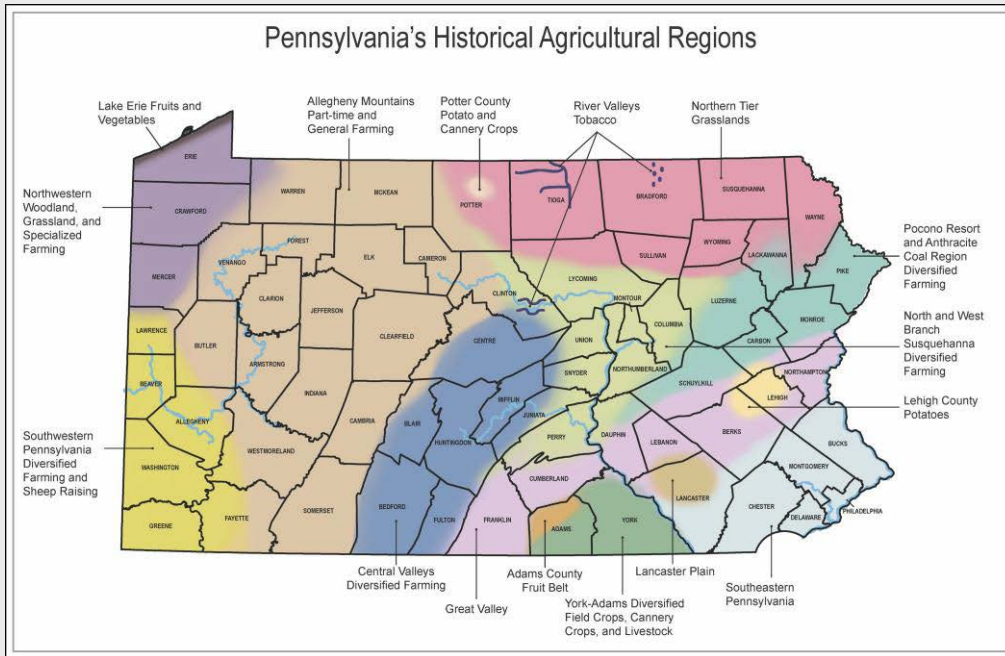 Pennsylvania's Historical Agricultural Regions
Lake Erie Fruits and
Vegetables
Allegheny Mountains
Part-time and
General Farming
Potter County
Potato and
Cannery Crops
River Valleys
Tobacco
Northern Tier
Grasslands
Northwestern
Woodland,
Grassland, and
Specialized
Farming
Pocono Resort and
Anthracite
Coal Region
Diversified
Farming
North and West
Branch
Susquehanna
Diversified
Farming
Lehigh County
Potatoes
Southwestern
Pennsylvania
Diversified
Farming and
Sheep Raising
ERIE
CRAWFORD
WARREN
MCKEAN
POTTER
TIOGA
BRADFORD
SUSQUEHANNA
WAYNE
WYOMING
SULLIVAN
LACKAWANNA
PIKE
MERCER
VENANGO
FOREST
ELK
CAMERON
CLINTON
LYCOMING
MONTOUR
COLUMBIA
LUZERNE
MONROE
LAWRENCE
BUTLER
CLARION
JEFFERSON
CLEARFIELD
CENTRE
UNION
SNYDER
NORTHUMBERLAND
CARBON
SCHUYLKILL
NORTHAMPTON
LEHIGH
BEAVER
ARMSTRONG
INDIANA
CAMBRIA
BLAIR
HUNTINGDON
MIFFLIN
JUNIATA
PERRY
DAUPHIN
LEBANON
BERKS
BUCKS
ALLEGHENY
WESTMORELAND
WASHINGTON
GREENE
FAYETTE
SOMERSET
BEDFORD
FULTON
FRANKLIN
CUMBERLAND
ADAMS
YORK
LANCASTER
CHESTER
MONTGOMERY
DELAWARE
PHILADELPHIA
Central Valleys
Diversified Farming
Great Valley
Adams County
Fruit Belt
York-Adams Diversified
Field Crops, Cannery
Crops, and Livestock
Lancaster Plain
Southeastern
Pennsylvania